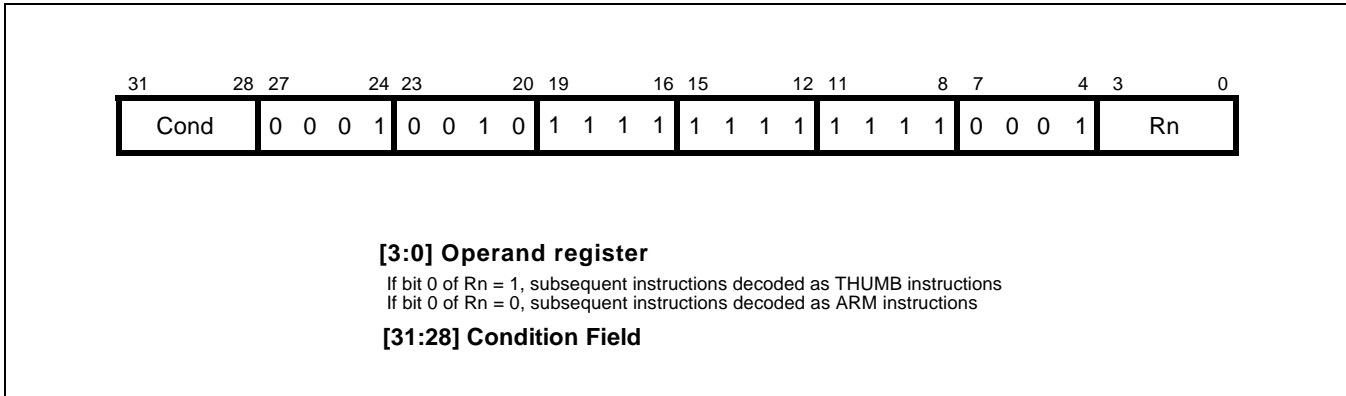 31 28 27 24 23 20 19 16 15 12 11 8 7 4 3 0
Cond 0 0 0 1 0 0 1 0 1 1 1 1 1 1 1 1 1 1 1 1 0 0 0 1 Rn
[3:0] Operand register
If bit 0 of Rn = 1, subsequent instructions decoded as THUMB instructions
If bit 0 of Rn = 0, subsequent instructions decoded as ARM instructions
[31:28] Condition Field